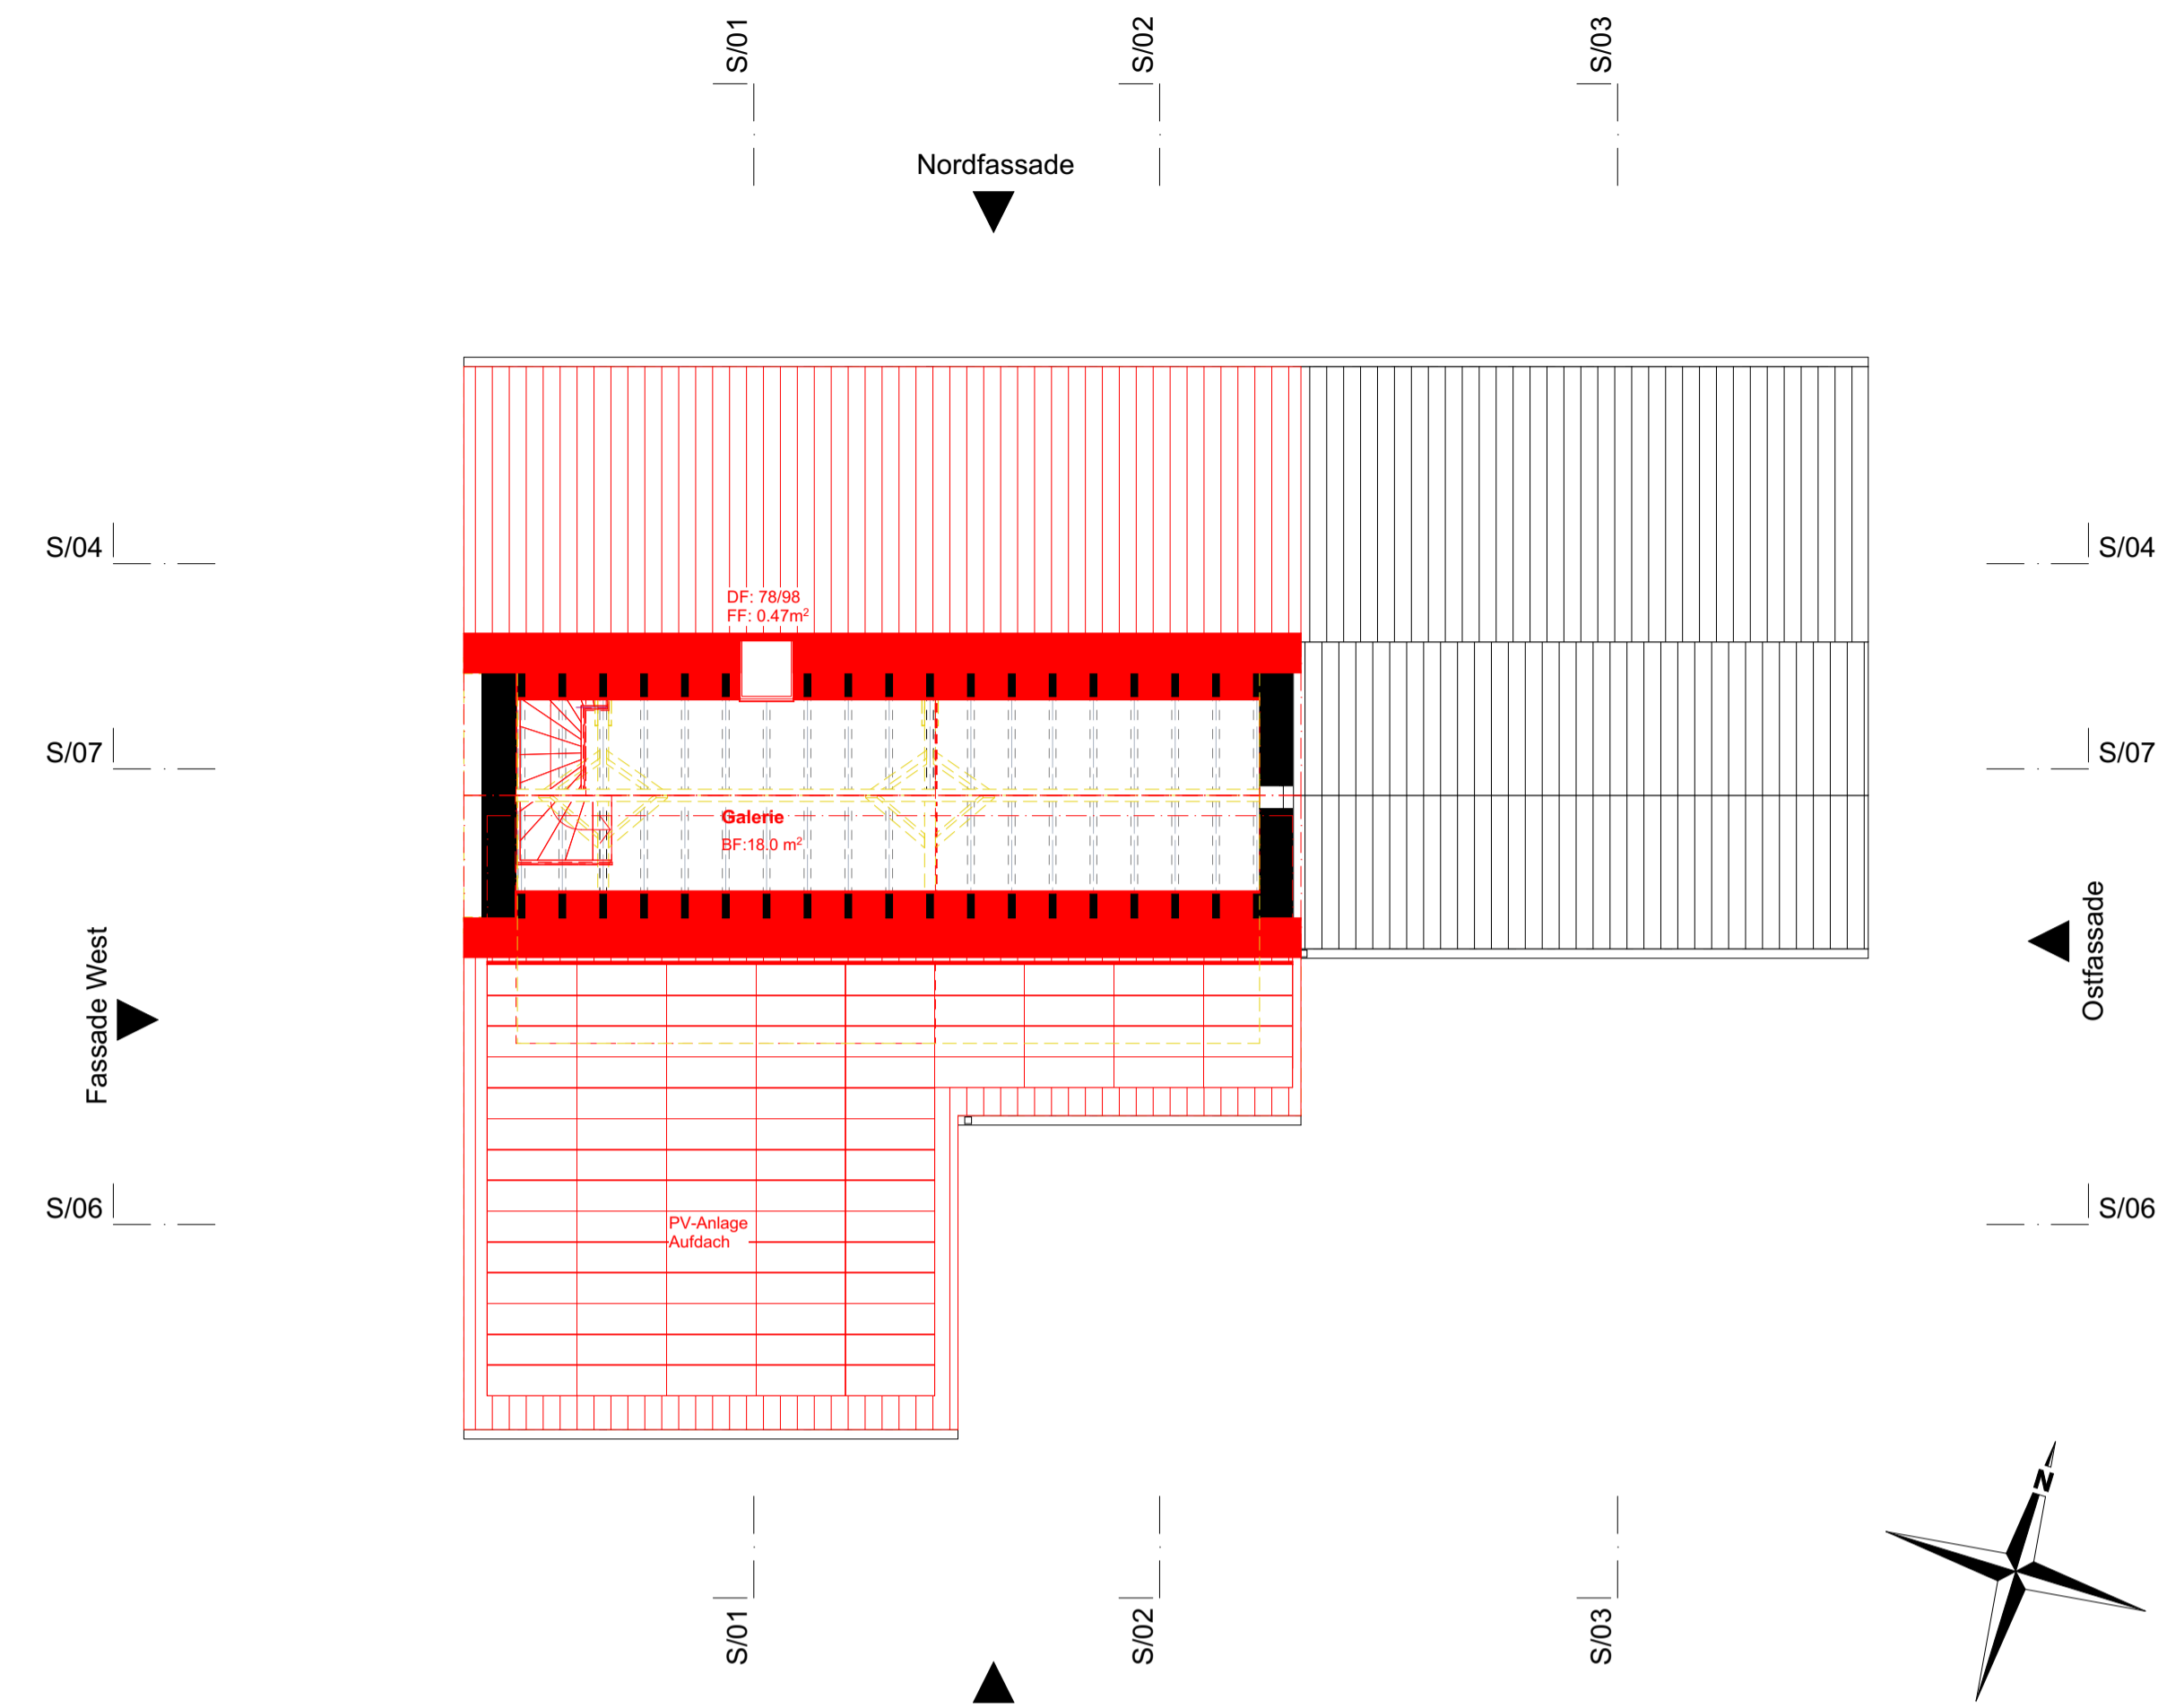 S/01
S/02
S/03
Nordfassade
S/04
S/04
DF: 78/98
FF: 0.47m²
S/07
S/07
Galerie
BF:18.0 m²
Fassade West
Ostfassade
S/06
S/06
PV-Anlage
Aufdach
N
S/01
S/02
S/03